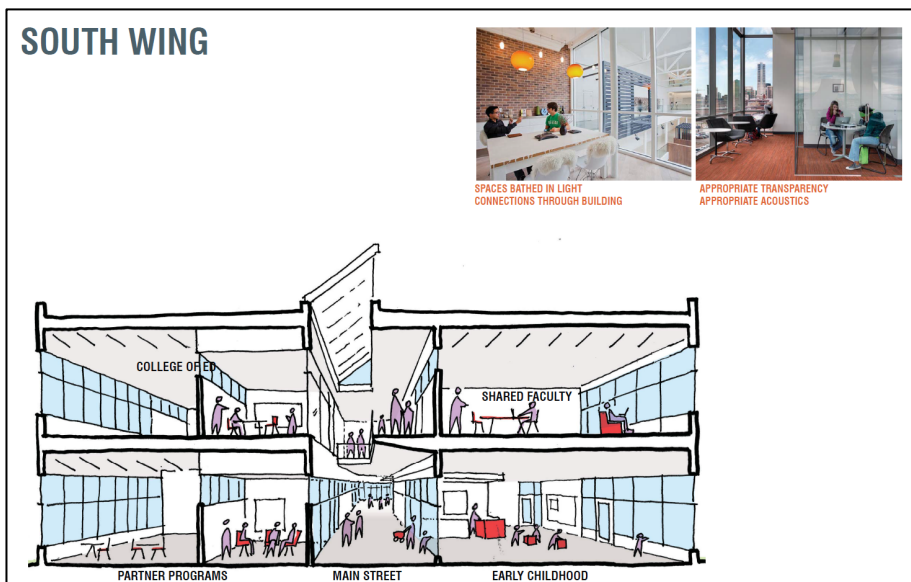 SOUTH WING
SPACES BATHED IN LIGHT
CONNECTIONS THROUGH BUILDING
APPROPRIATE TRANSPARENCY
APPROPRIATE ACOUSTICS
COLLEGE OF ED
SHARED FACULTY
PARTNER PROGRAMS
MAIN STREET
EARLY CHILDHOOD